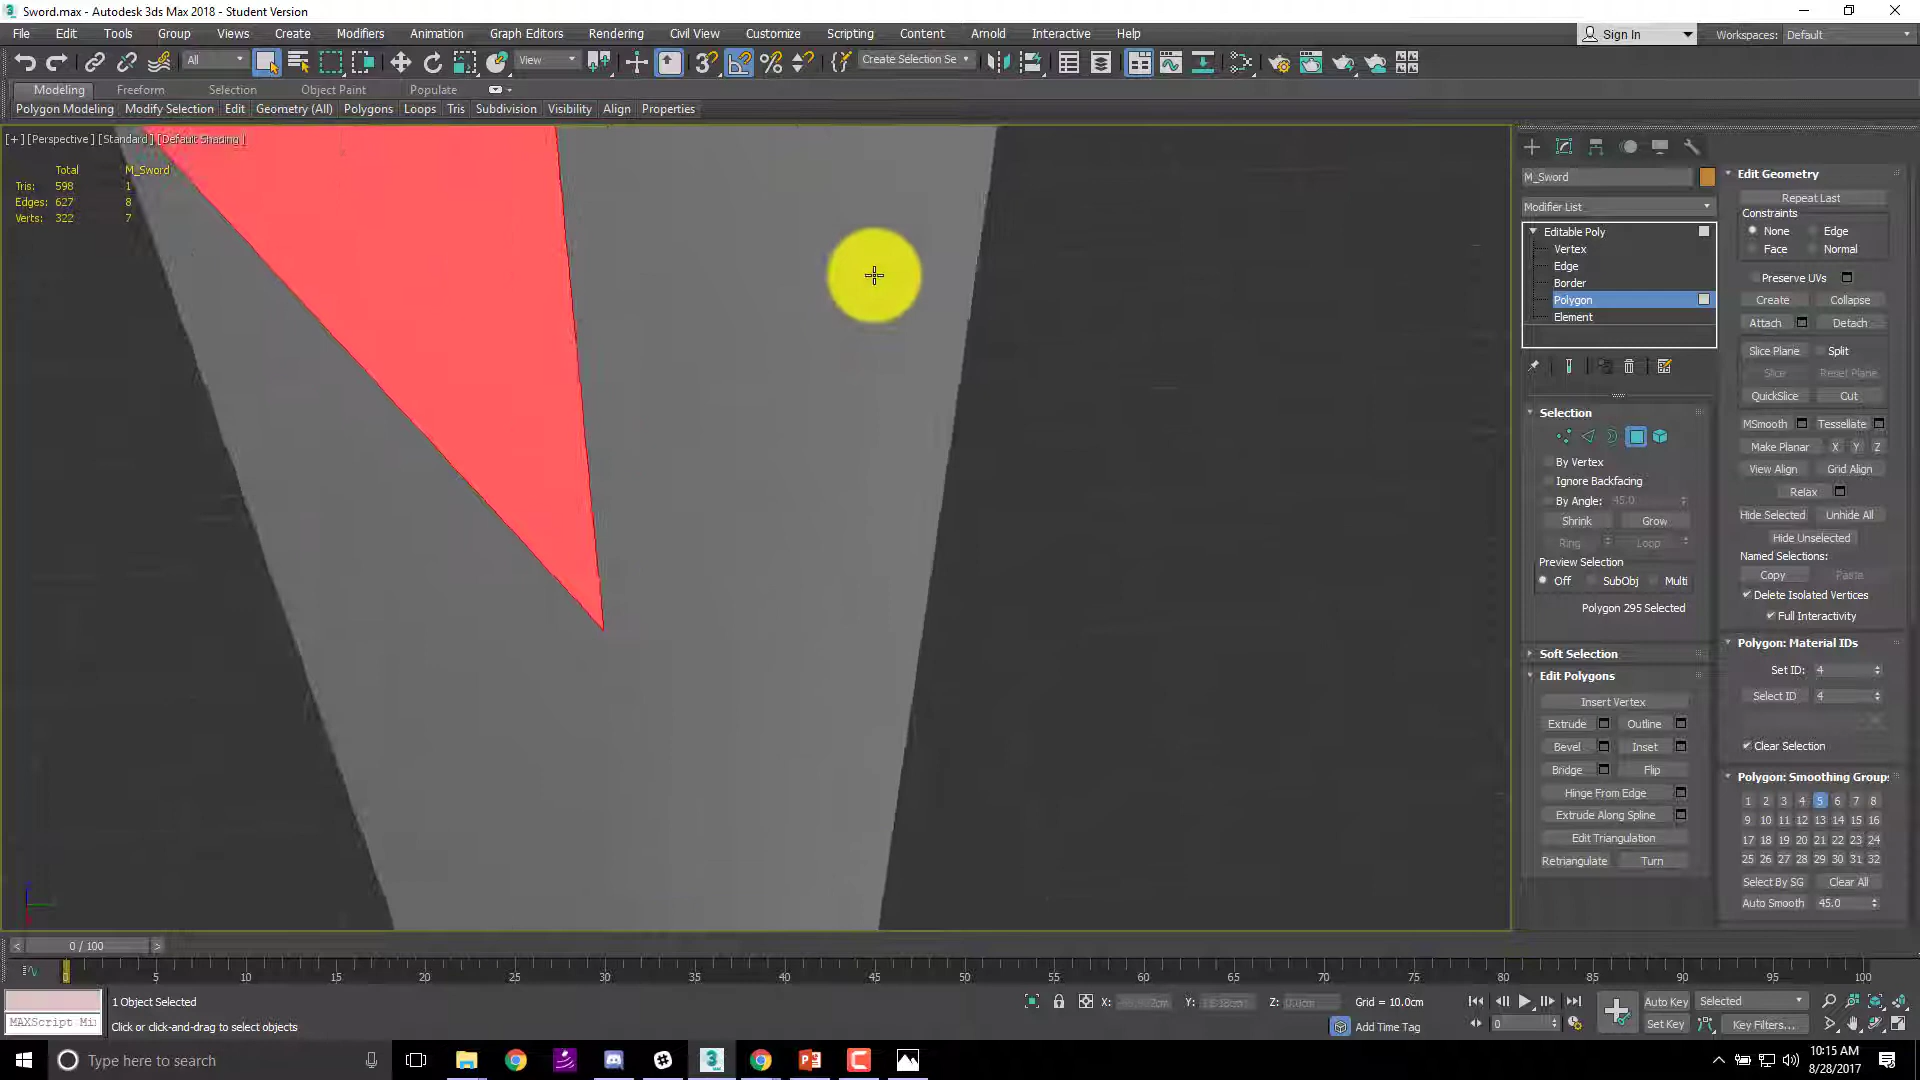 Sword.max - Autodesk 3ds Max 2018 - Student Version
File Edit Tools Group Views Create Modifiers Animation Graph Editors Rendering Civil View Customize Scripting Content Arnold Interactive Help
Sign In Workspaces: Default
All View Create Selection Se
Modeling Freeform Selection Object Paint Populate
Polygon Modeling Modify Selection Edit Geometry (All) Polygons Loops Tris Subdivision Visibility Align Properties
[+] [Perspective] [Standard] [Default Shading]
Total M_Sword
Tris: 598 1
Edges: 627 8
Verts: 322 7
M_Sword
Modifier List
Editable Poly
Vertex
Edge
Border
Polygon
Element
Selection
By Vertex
Ignore Backfacing
By Angle: 45.0
Shrink Grow
Ring Loop
Preview Selection
Off SubObj Multi
Polygon 295 Selected
Soft Selection
Edit Polygons
Insert Vertex
Extrude Outline
Bevel Inset
Bridge Flip
Hinge From Edge
Extrude Along Spline
Edit Triangulation
Retriangulate Turn
Edit Geometry
Repeat Last
Constraints
None Edge
Face Normal
Preserve UVs
Create Collapse
Attach Detach
Slice Plane Split
Slice Reset Plane
QuickSlice Cut
MSmooth Tessellate
Make Planar X Y Z
View Align Grid Align
Relax
Hide Selected Unhide All
Hide Unselected
Named Selections:
Copy Paste
Delete Isolated Vertices
Full Interactivity
Polygon: Material IDs
Set ID: 4
Select ID 4
Clear Selection
Polygon: Smoothing Groups
1 2 3 4 5 6 7 8
9 10 11 12 13 14 15 16
17 18 19 20 21 22 23 24
25 26 27 28 29 30 31 32
Select By SG Clear All
Auto Smooth 45.0
0 / 100
0 5 10 15 20 25 30 35 40 45 50 55 60 65 70 75 80 85 90 95 100
1 Object Selected
X: Y: Z: Grid = 10.0cm
Auto Key Selected
MAXScript Mi
Click or click-and-drag to select objects
Add Time Tag
0
Set Key Key Filters...
Type here to search
10:15 AM
8/28/2017